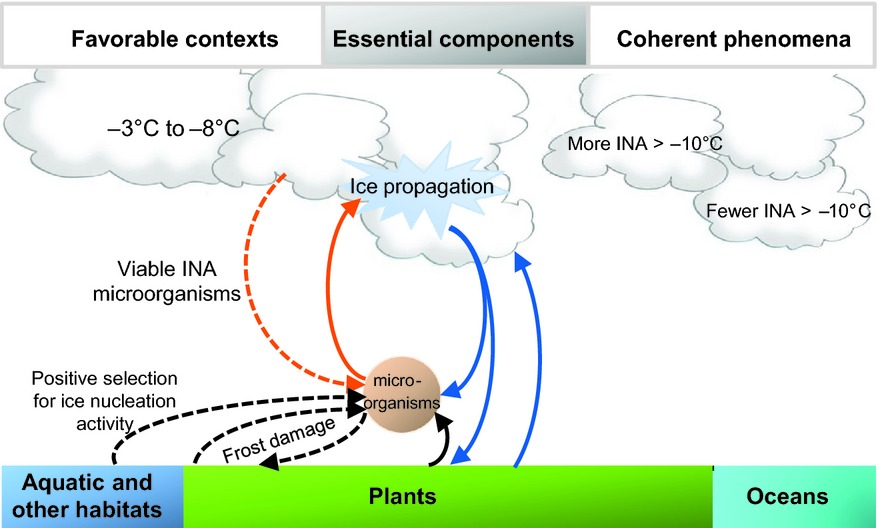 Favorable contexts
Essential components
Coherent phenomena
–3°C to –8°C
More INA > –10°C
Ice propagation
Fewer INA > –10°C
Viable INA
microorganisms
Positive selection
for ice nucleation
activity
micro-
organisms
Frost damage
Aquatic and
other habitats
Plants
Oceans